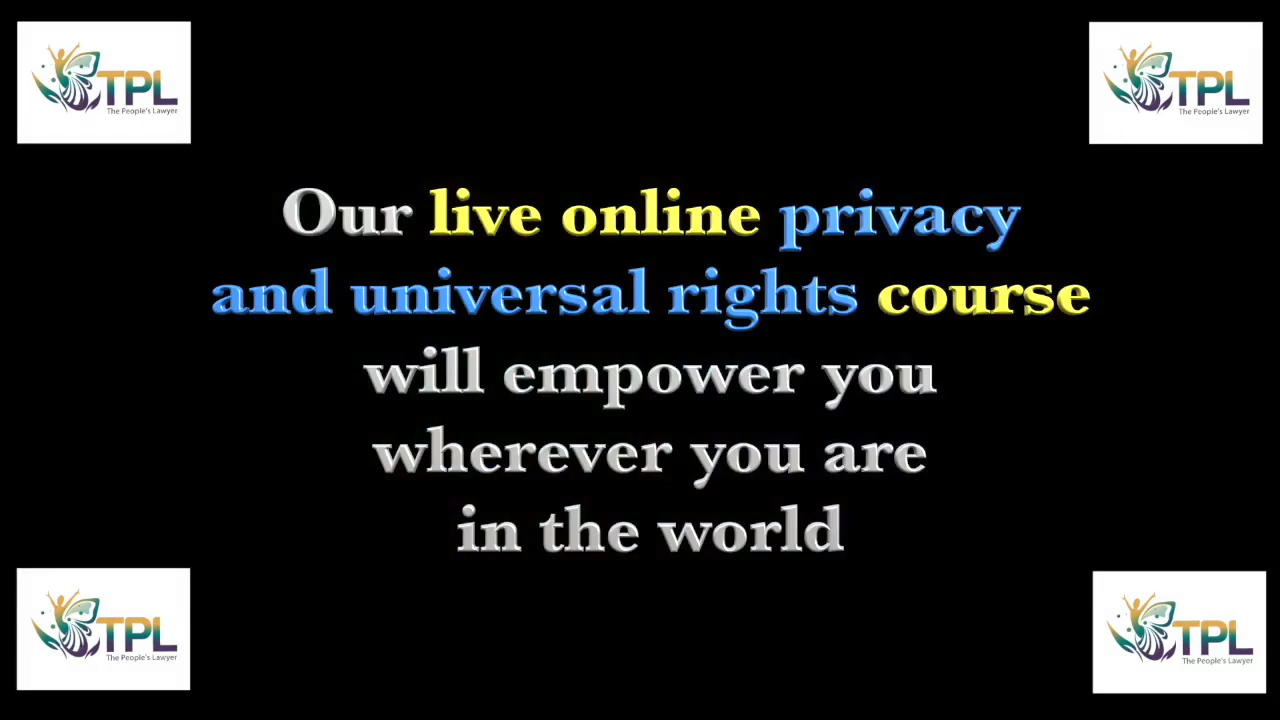 TPL
The People's Lawyer
TPL
The People's Lawyer
Our live online privacy
and universal rights course
will empower you
wherever you are
in the world
TPL
The People's Lawyer
TPL
The People's Lawyer